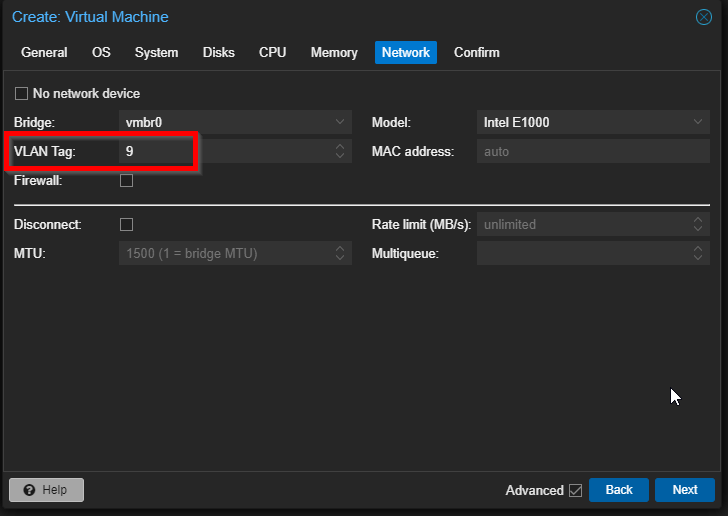 Create: Virtual Machine
General OS System Disks CPU Memory Network Confirm
No network device
Bridge: vmbr0 Model: Intel E1000
VLAN Tag: 9 MAC address: auto
Firewall:
Disconnect: Rate limit (MB/s): unlimited
MTU: 1500 (1 = bridge MTU) Multiqueue:
? Help Advanced Back Next